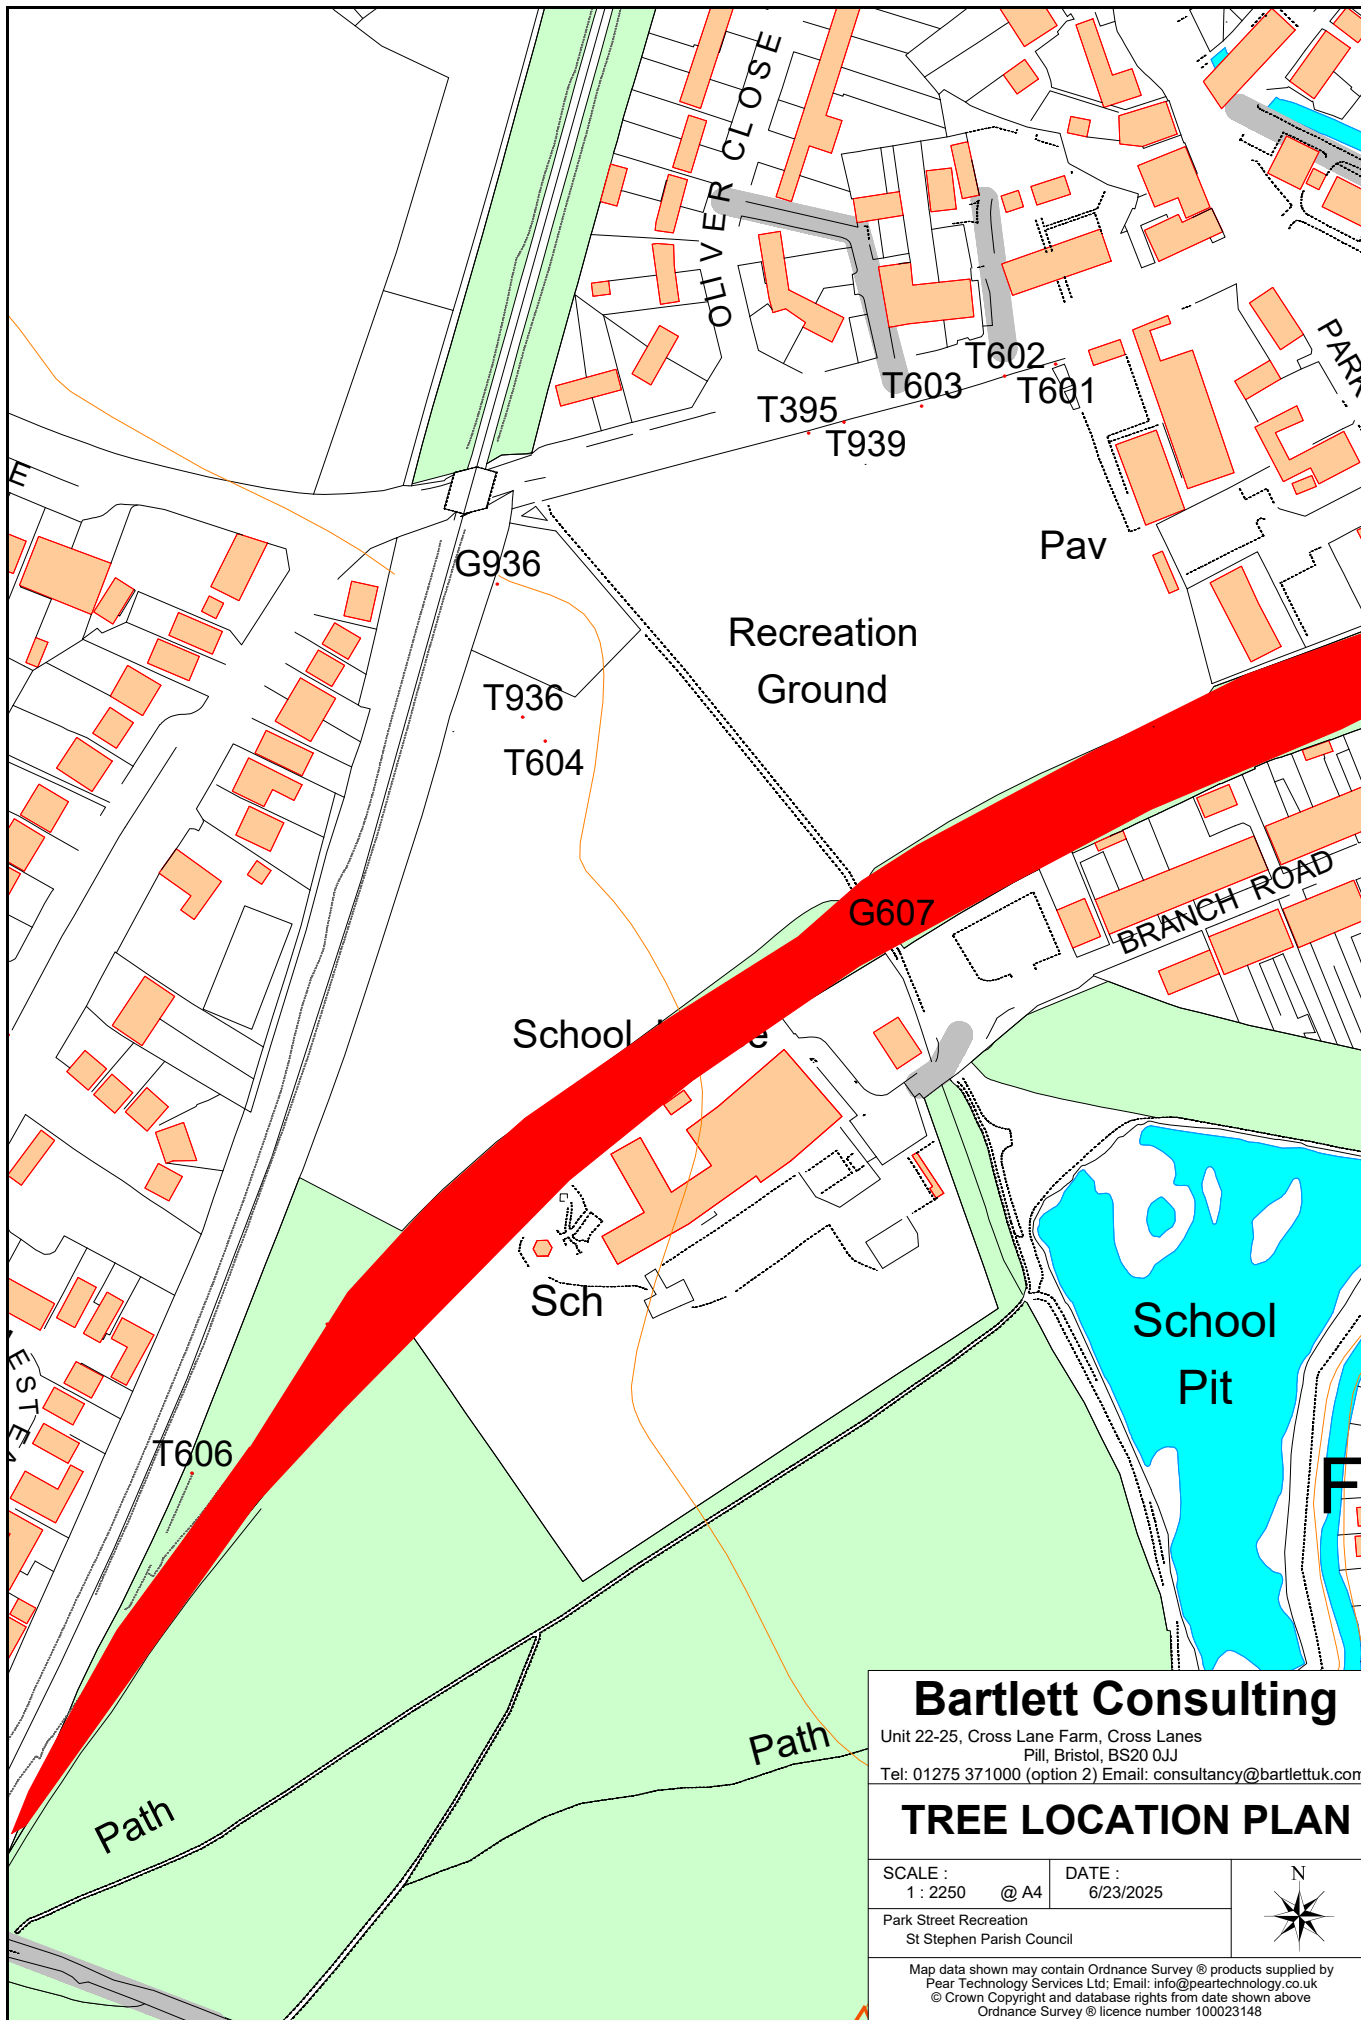 OLIVER CLOSE
PARK
T602
T601
T603
T395
T939
E
Pav
G936
Recreation
Ground
T936
T604
G607
BRANCH ROAD
School
Sch
School
Pit
T606
F
Path
Path
Bartlett Consulting
Unit 22-25, Cross Lane Farm, Cross Lanes
Pill, Bristol, BS20 0JJ
Tel: 01275 371000 (option 2) Email: consultancy@bartlettuk.com
TREE LOCATION PLAN
SCALE :
1 : 2250 @ A4
DATE :
6/23/2025
N
Park Street Recreation
St Stephen Parish Council
Map data shown may contain Ordnance Survey ® products supplied by
Pear Technology Services Ltd; Email: info@peartechnology.co.uk
© Crown Copyright and database rights from date shown above
Ordnance Survey ® licence number 100023148